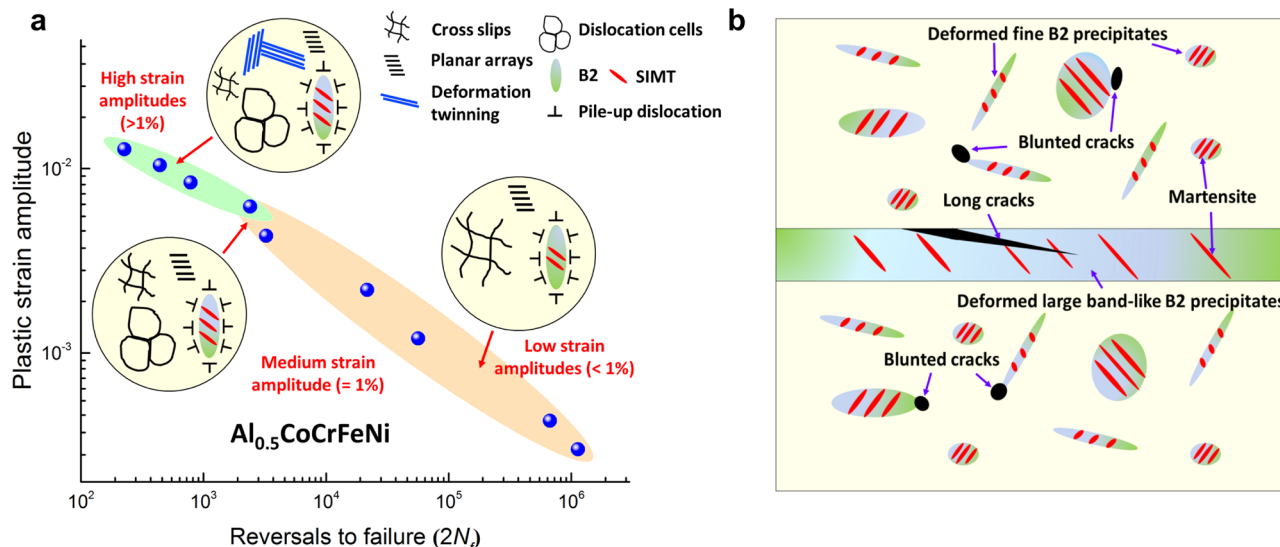 a
Cross slips
Planar arrays
Deformation
twinning
Dislocation cells
B2
SIMT
Pile-up dislocation
High strain
amplitudes
(>1%)
Medium strain
amplitude (= 1%)
Low strain
amplitudes (< 1%)
Al0.5CoCrFeNi
Plastic strain amplitude
10-2
10-3
102
103
104
105
106
Reversals to failure (2Nf)
b
Deformed fine B2 precipitates
Blunted cracks
Long cracks
Martensite
Deformed large band-like B2 precipitates
Blunted cracks